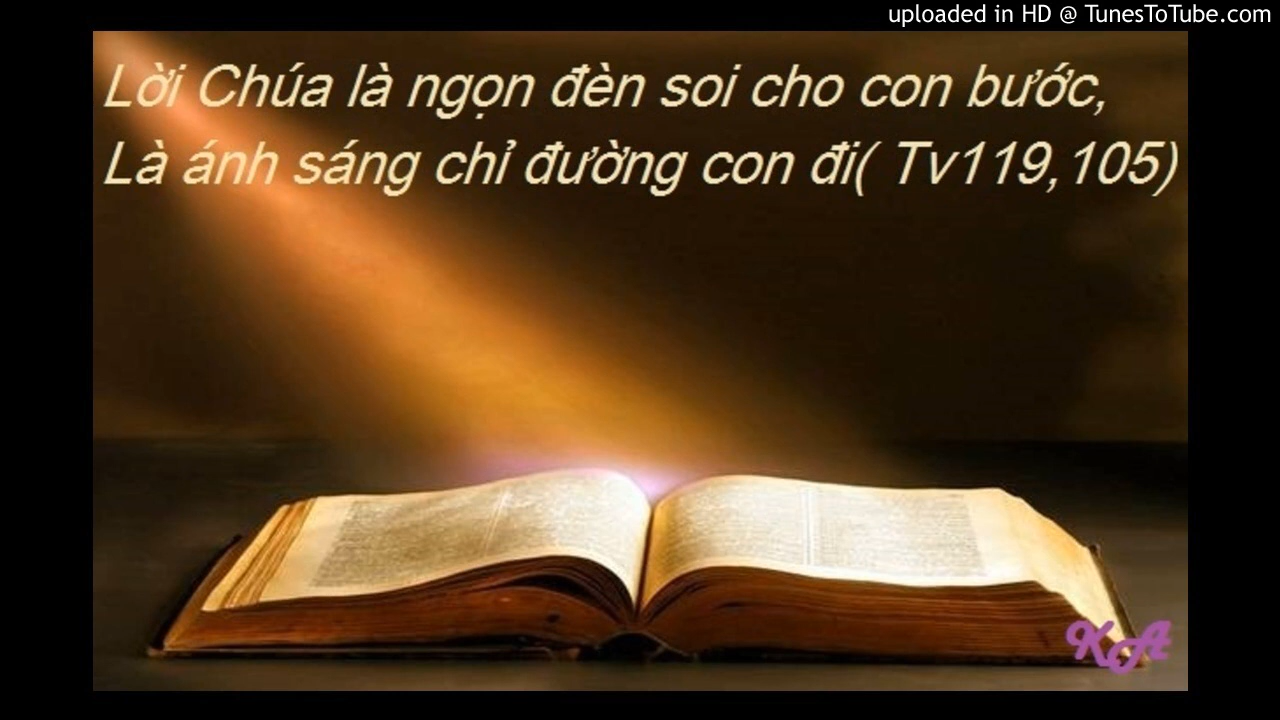 uploaded in HD @ TunesToTube.com
Lời Chúa là ngọn đèn soi cho con bước,
Là ánh sáng chỉ đường con đi( Tv119,105)
KA